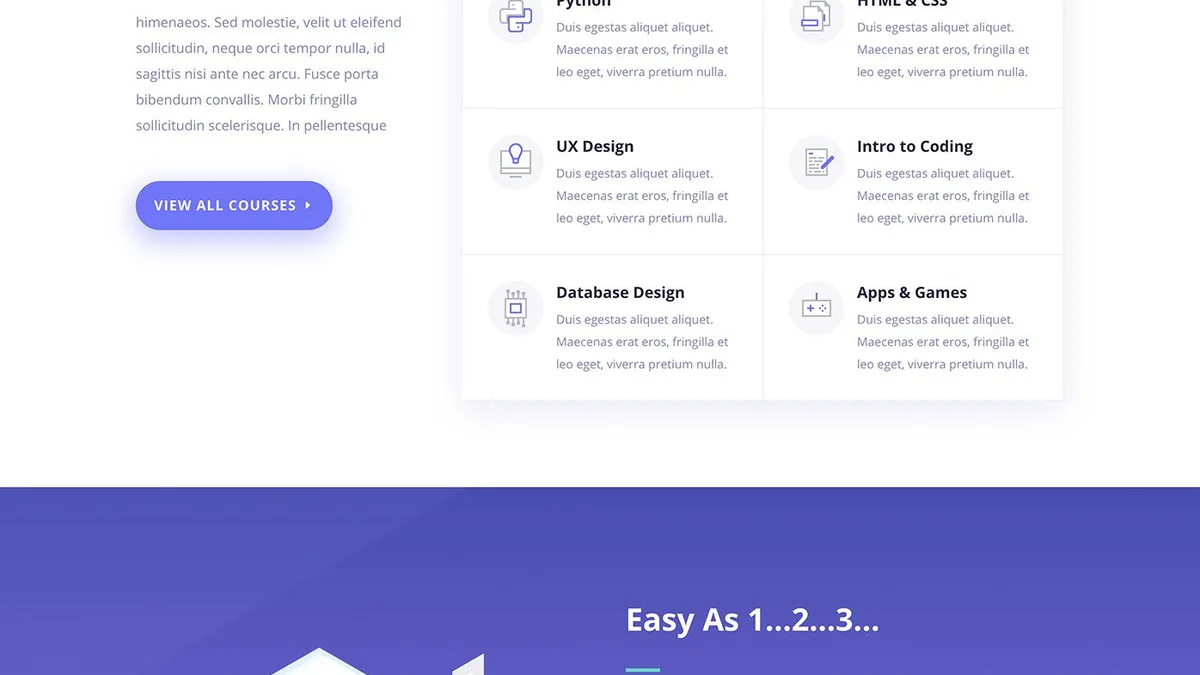 himenaeos. Sed molestie, velit ut eleifend
sollicitudin, neque orci tempor nulla, id
sagittis nisi ante nec arcu. Fusce porta
bibendum convallis. Morbi fringilla
sollicitudin scelerisque. In pellentesque
VIEW ALL COURSES
Python
Duis egestas aliquet aliquet.
Maecenas erat eros, fringilla et
leo eget, viverra pretium nulla.
HTML & CSS
Duis egestas aliquet aliquet.
Maecenas erat eros, fringilla et
leo eget, viverra pretium nulla.
UX Design
Duis egestas aliquet aliquet.
Maecenas erat eros, fringilla et
leo eget, viverra pretium nulla.
Intro to Coding
Duis egestas aliquet aliquet.
Maecenas erat eros, fringilla et
leo eget, viverra pretium nulla.
Database Design
Duis egestas aliquet aliquet.
Maecenas erat eros, fringilla et
leo eget, viverra pretium nulla.
Apps & Games
Duis egestas aliquet aliquet.
Maecenas erat eros, fringilla et
leo eget, viverra pretium nulla.
Easy As 1...2...3...